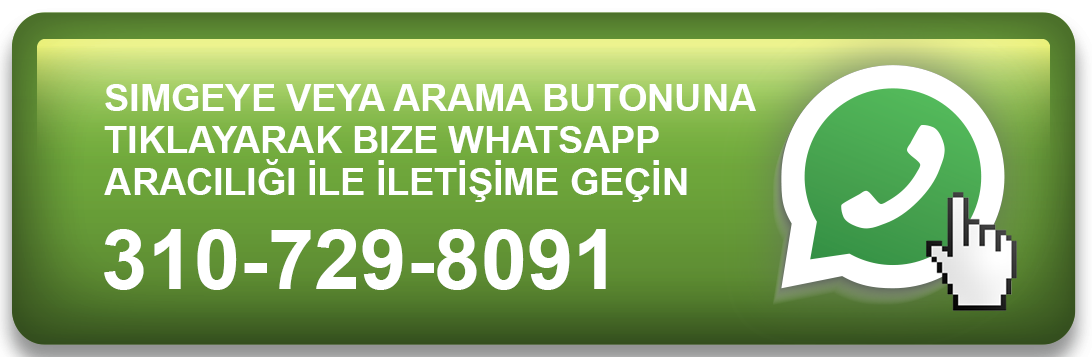 SIMGEYE VEYA ARAMA BUTONUNA
TIKLAYARAK BIZE WHATSAPP
ARACILIĞI İLE İLETİŞİME GEÇİN
310-729-8091